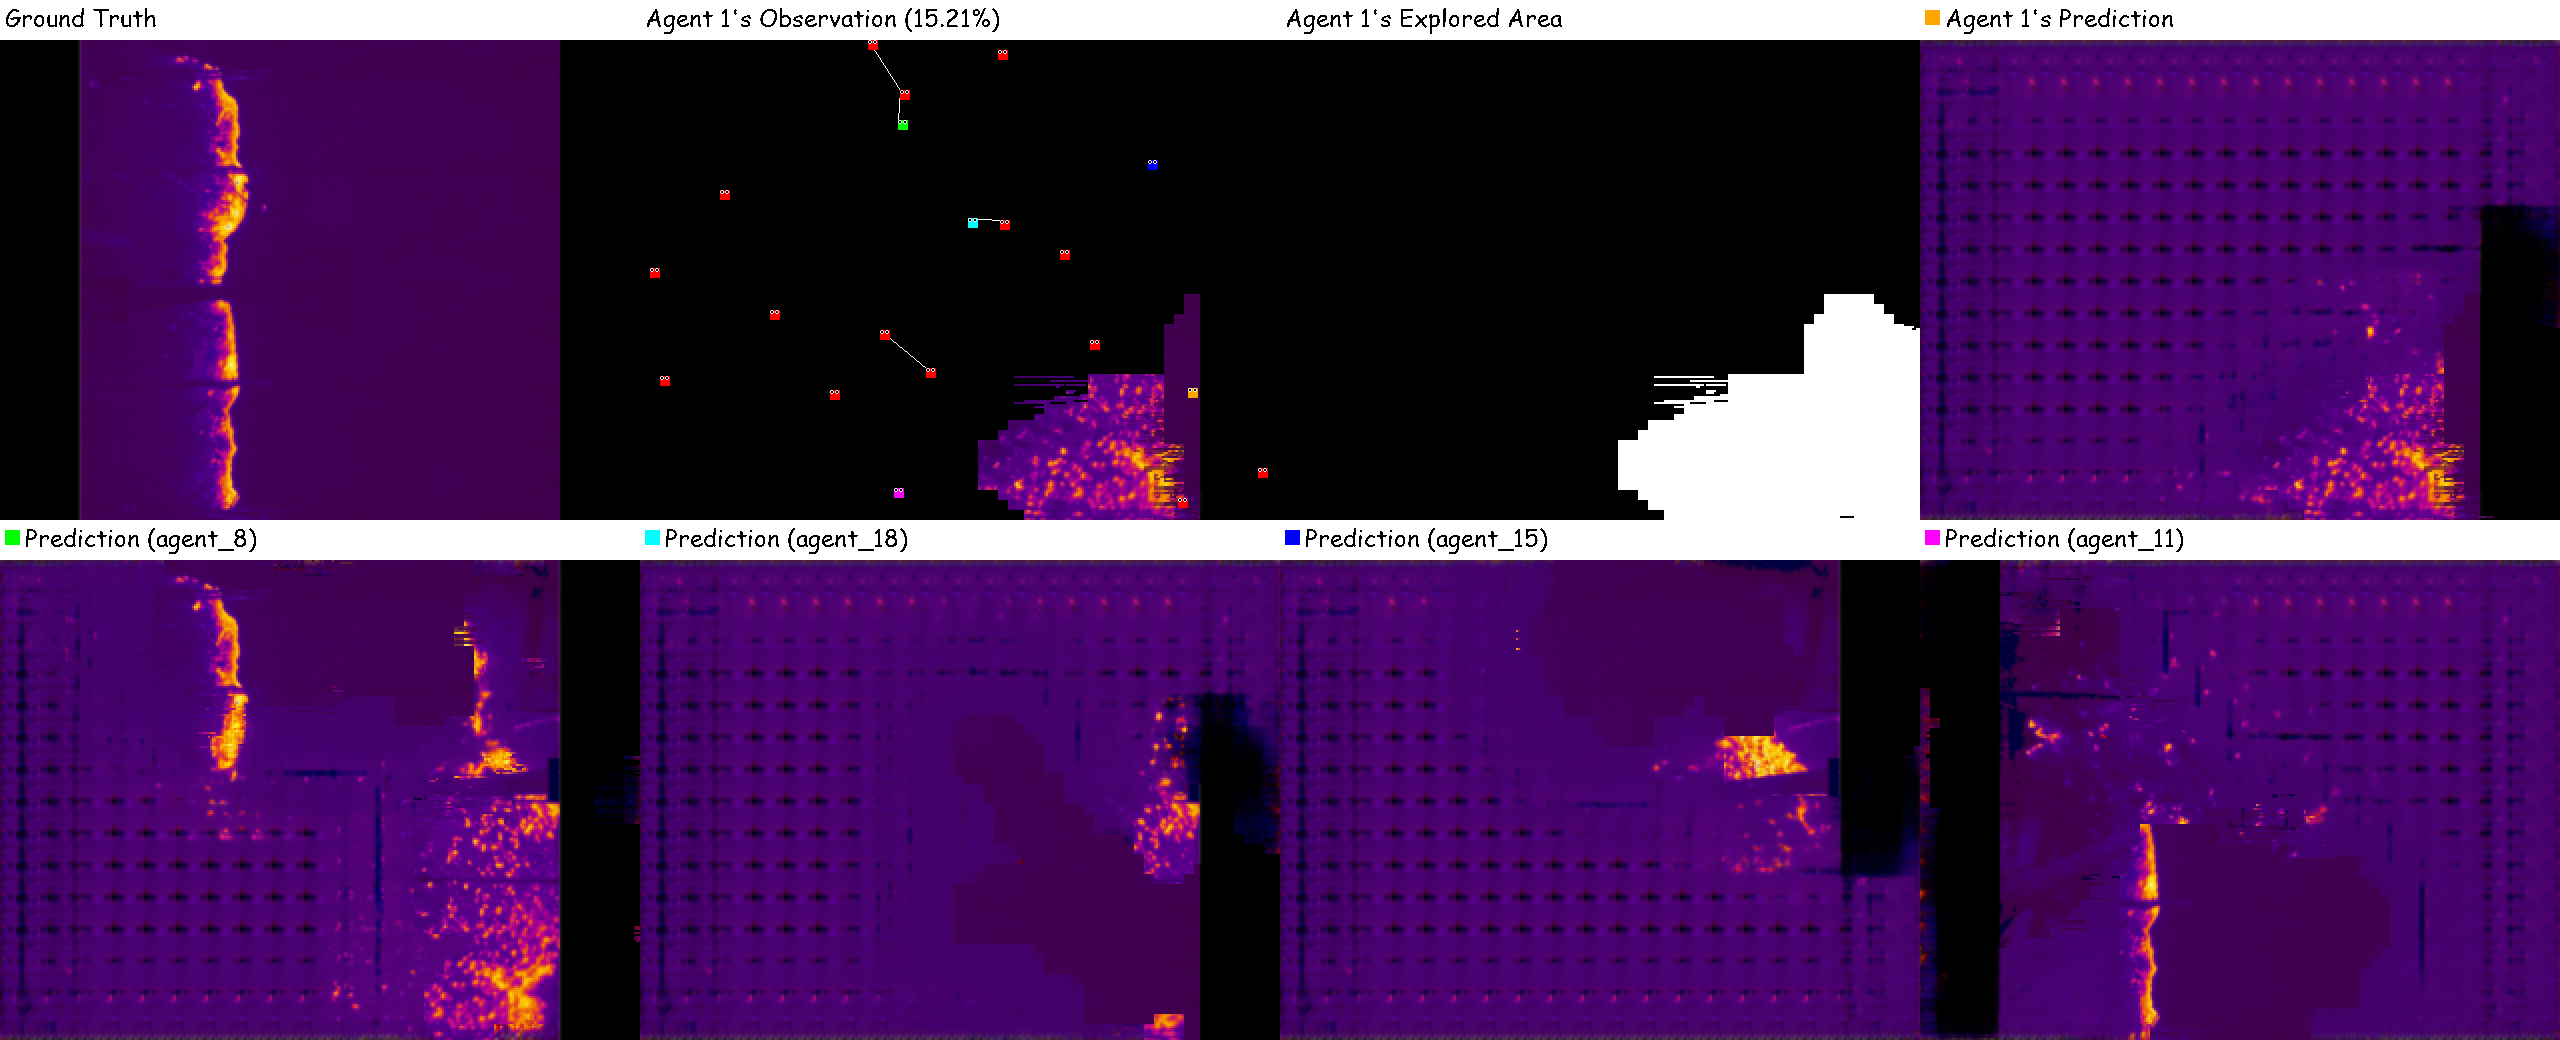 Ground Truth
Agent 1's Observation (15.21%)
Agent 1's Explored Area
Agent 1's Prediction
Prediction (agent_8)
Prediction (agent_18)
Prediction (agent_15)
Prediction (agent_11)